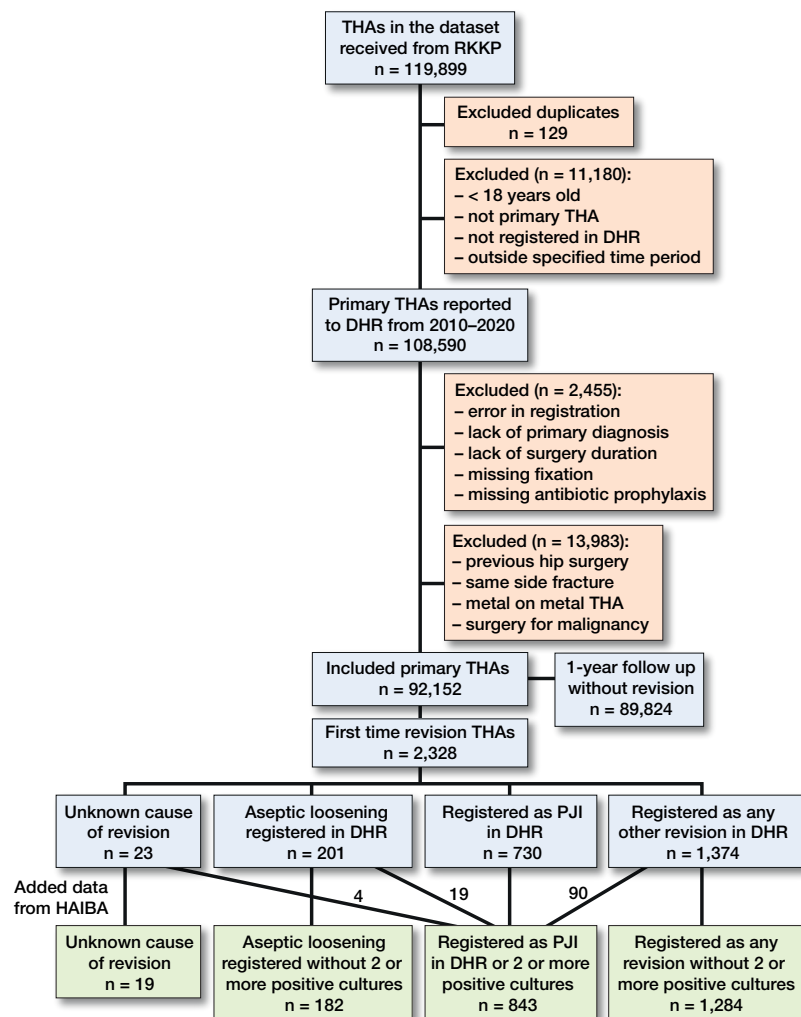 THAs in the dataset
received from RKKP
n = 119,899
Excluded duplicates
n = 129
Excluded (n = 11,180):
– < 18 years old
– not primary THA
– not registered in DHR
– outside specified time period
Primary THAs reported
to DHR from 2010–2020
n = 108,590
Excluded (n = 2,455):
– error in registration
– lack of primary diagnosis
– lack of surgery duration
– missing fixation
– missing antibiotic prophylaxis
Excluded (n = 13,983):
– previous hip surgery
– same side fracture
– metal on metal THA
– surgery for malignancy
Included primary THAs
n = 92,152
1-year follow up
without revision
n = 89,824
First time revision THAs
n = 2,328
Unknown cause
of revision
n = 23
Aseptic loosening
registered in DHR
n = 201
Registered as PJI
in DHR
n = 730
Registered as any
other revision in DHR
n = 1,374
Added data
from HAIBA
4
19
90
Unknown cause
of revision
n = 19
Aseptic loosening
registered without 2 or
more positive cultures
n = 182
Registered as PJI
in DHR or 2 or more
positive cultures
n = 843
Registered as any
revision without 2 or
more positive cultures
n = 1,284